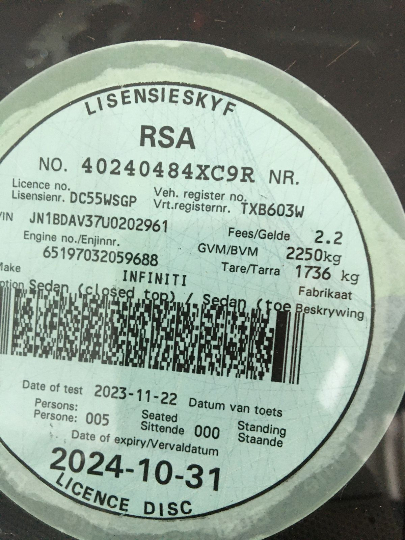 LISENSIESKYF
RSA
NO. 40240484XC9R NR.
Licence no. Veh. register no.
Lisensienr. DC55WSGP Vrt.registernr. TXB603W
VIN JN1BDAV37U0202961 Fees/Gelde 2.2
Engine no./Enjinnr. GVM/BVM 2250kg
65197032059688 Tare/Tarra 1736 kg
Make INFINITI Fabrikaat
ption Sedan (closed top) / Sedan (toe Beskrywing
Date of test 2023-11-22 Datum van toets
Persons: Seated Standing
Persone: 005 Sittende 000 Staande
Date of expiry/Vervaldatum
2024-10-31
LICENCE DISC